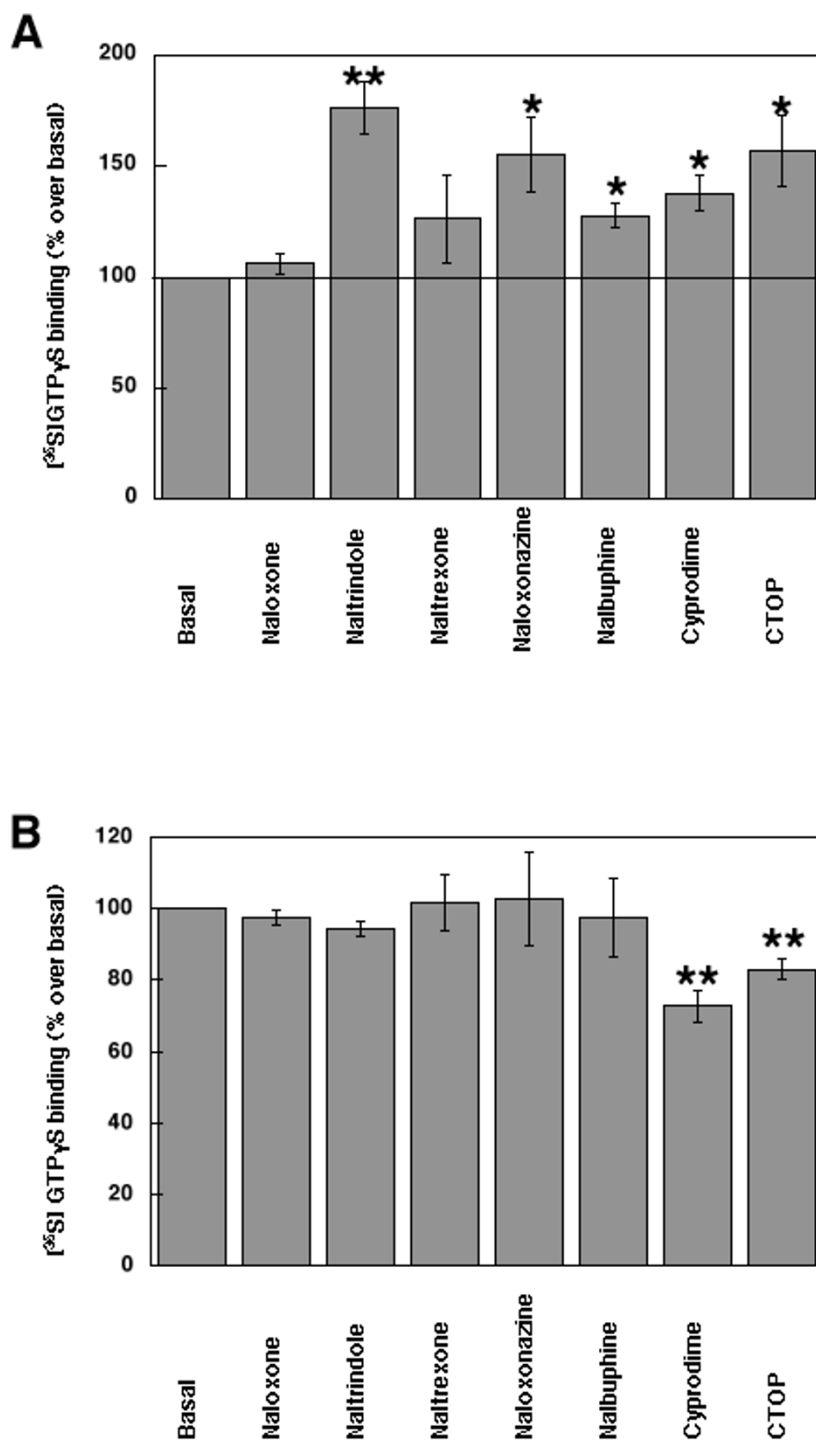 A
[³⁵S]GTPγS binding (% over basal)
200
150
100
50
0
**
*
*
*
*
Basal
Naloxone
Naltrindole
Naltrexone
Naloxonazine
Nalbuphine
Cyprodime
CTOP
B
[³⁵S] GTPγS binding (% over basal)
120
100
80
60
40
20
0
**
**
Basal
Naloxone
Naltrindole
Naltrexone
Naloxonazine
Nalbuphine
Cyprodime
CTOP